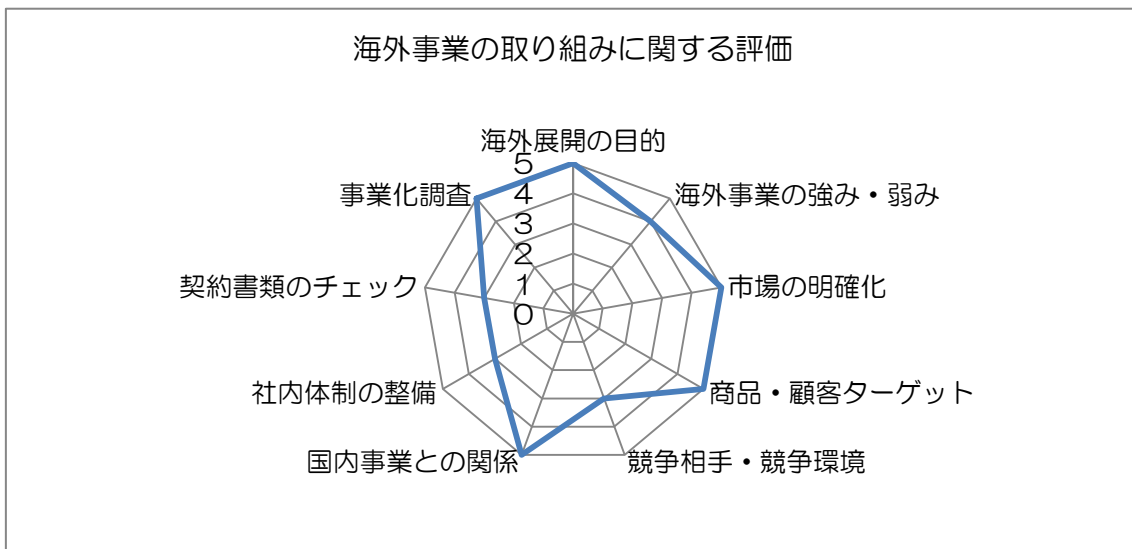 海外事業の取り組みに関する評価
海外展開の目的
5
事業化調査
4
海外事業の強み・弱み
3
2
契約書類のチェック
1
市場の明確化
0
社内体制の整備
商品・顧客ターゲット
国内事業との関係
競争相手・競争環境